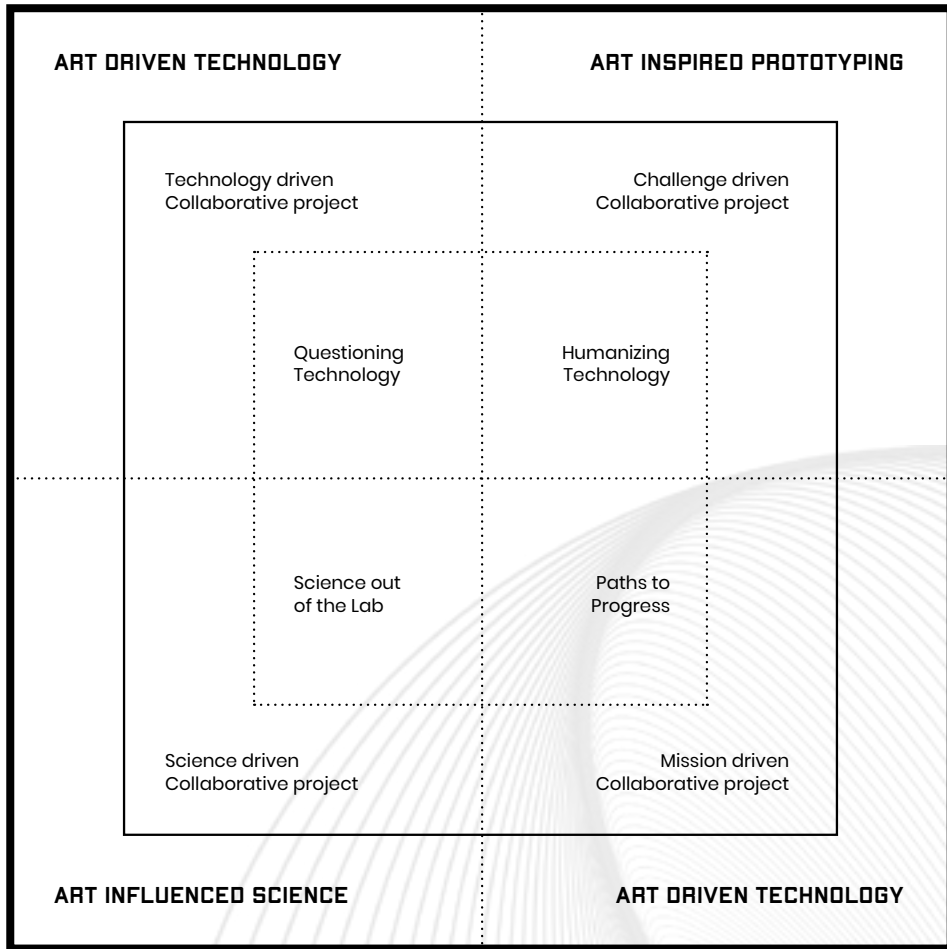 ART DRIVEN TECHNOLOGY
ART INSPIRED PROTOTYPING
Technology driven
Collaborative project
Challenge driven
Collaborative project
Questioning
Technology
Humanizing
Technology
Science out
of the Lab
Paths to
Progress
Science driven
Collaborative project
Mission driven
Collaborative project
ART INFLUENCED SCIENCE
ART DRIVEN TECHNOLOGY